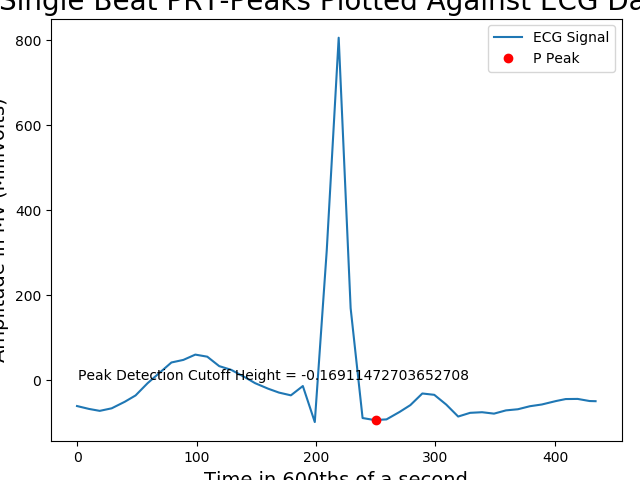 Single Beat PRT-Peaks Plotted Against ECG Da
ECG Signal
P Peak
Amplitude in MV (Millivolts)
800
600
400
200
0
Peak Detection Cutoff Height = -0.16911472703652708
0 100 200 300 400
Time in 600ths of a second